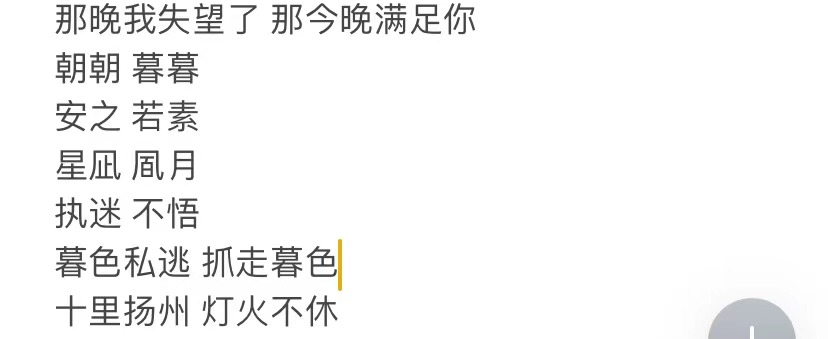 那晚我失望了 那今晚满足你
朝朝 暮暮
安之 若素
星凪 凮月
执迷 不悟
暮色私逃 抓走暮色
十里扬州 灯火不休